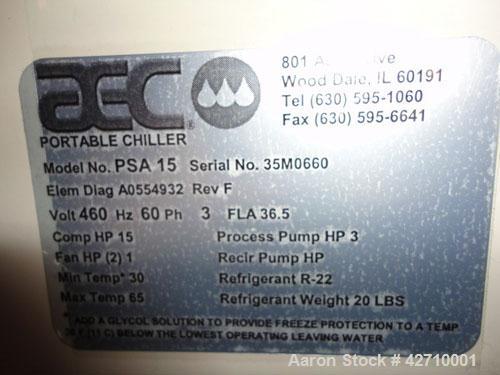 AEC
801 A
Wood Dale, IL 60191
Tel (630) 595-1060
Fax (630) 595-6641
PORTABLE CHILLER
Model No. PSA 15 Serial No. 35M0660
Elem Diag A0554932 Rev F
Volt 460 Hz 60 Ph 3 FLA 36.5
Comp HP 15 Process Pump HP 3
Fan HP (2) 1 Recir Pump HP
Min Temp* 30 Refrigerant R-22
Max Temp 65 Refrigerant Weight 20 LBS
* ADD A GLYCOL SOLUTION TO PROVIDE FREEZE PROTECTION TO A TEMP.
(11 C) BELOW THE LOWEST OPERATING LEAVING WATER
Aaron Stock # 42710001